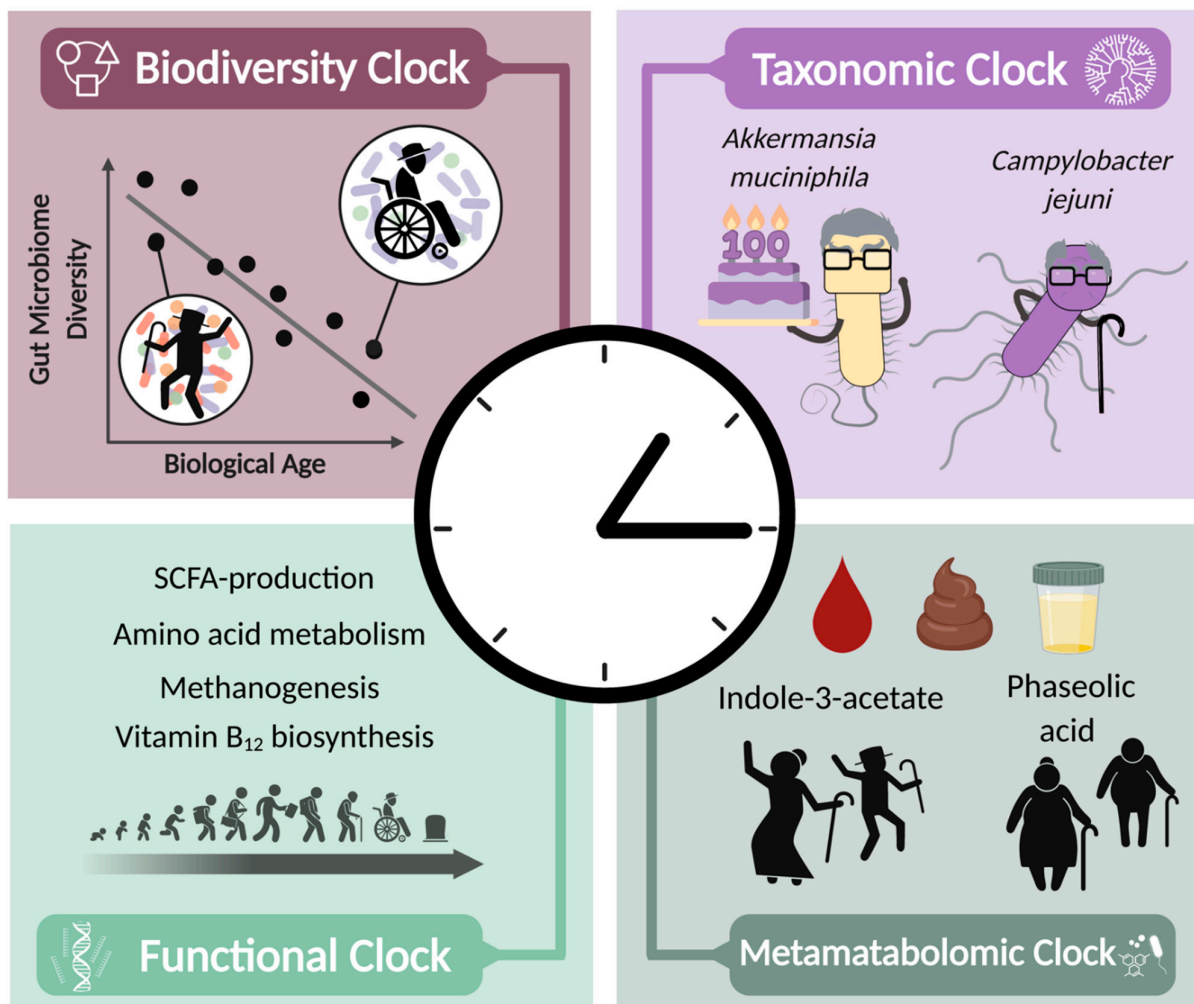 Biodiversity Clock
Gut Microbiome
Diversity
Biological Age
Taxonomic Clock
Akkermansia
muciniphila
Campylobacter
jejuni
100
SCFA-production
Amino acid metabolism
Methanogenesis
Vitamin B₁₂ biosynthesis
Functional Clock
Indole-3-acetate
Phaseolic
acid
Metamatabolomic Clock